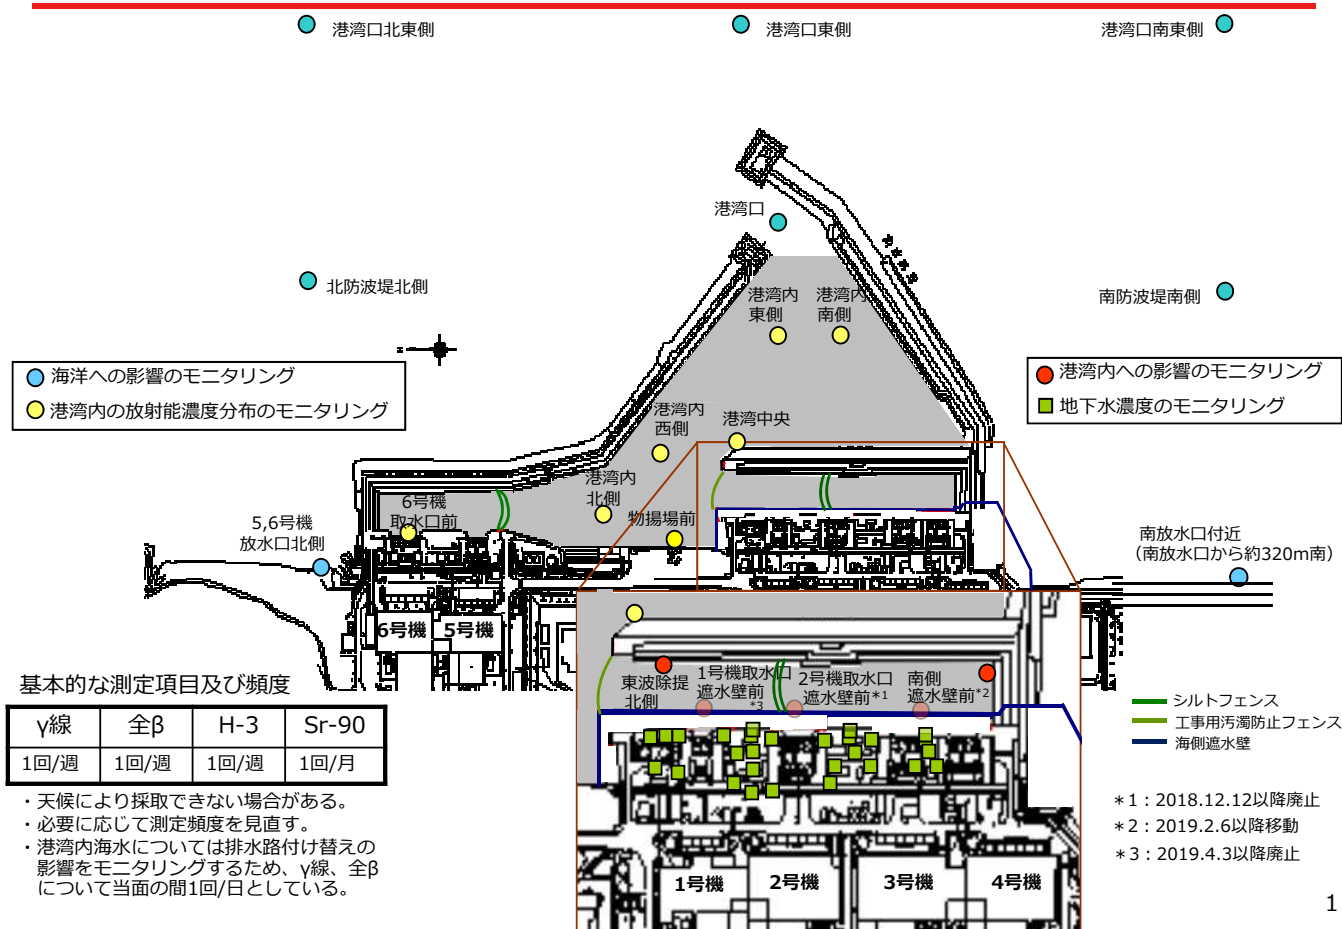 港湾口北東側
港湾口東側
港湾口南東側
港湾口
北防波堤北側
港湾内
東側
港湾内
南側
南防波堤南側
海洋への影響のモニタリング
港湾内の放射能濃度分布のモニタリング
港湾内への影響のモニタリング
地下水濃度のモニタリング
港湾内
西側
港湾中央
港湾内
北側
6号機
取水口前
物揚場前
5,6号機
放水口北側
南放水口付近
（南放水口から約320m南）
6号機
5号機
東波除提
北側
1号機取水口
遮水壁前
*3
2号機取水口
遮水壁前*1
南側
遮水壁前*2
シルトフェンス
工事用汚濁防止フェンス
海側遮水壁
基本的な測定項目及び頻度
γ線 全β H-3 Sr-90
1回/週 1回/週 1回/週 1回/月
・天候により採取できない場合がある。
・必要に応じて測定頻度を見直す。
・港湾内海水については排水路付け替えの
影響をモニタリングするため、γ線、全β
について当面の間1回/日としている。
＊1：2018.12.12以降廃止
＊2：2019.2.6以降移動
＊3：2019.4.3以降廃止
1号機
2号機
3号機
4号機
1